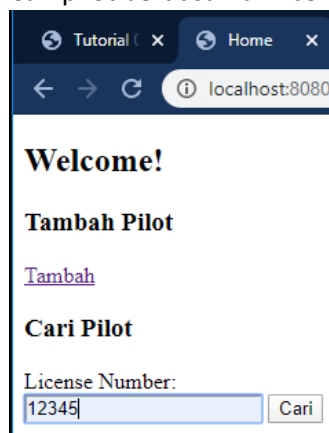 Tutorial
Home
localhost:8080
Welcome!
Tambah Pilot
Tambah
Cari Pilot
License Number:
12345
Cari